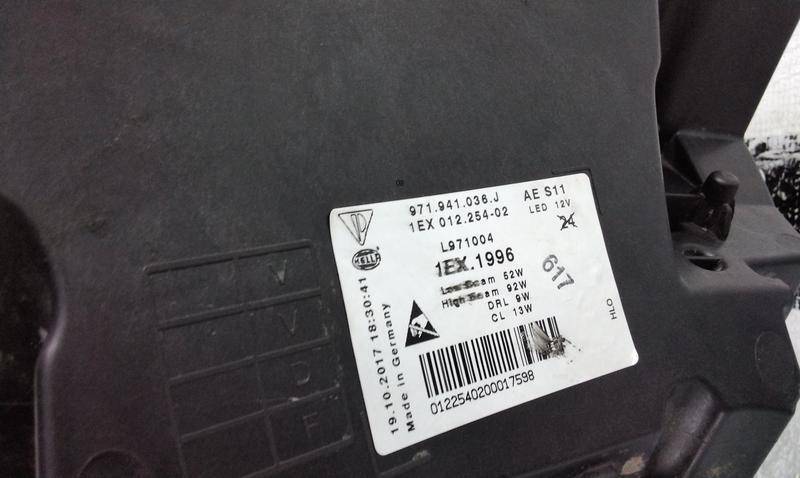 971.941.036.J
AE S11
1EX 012.254-02
LED 12V
24
L971004
HELLA
1EX.1996
617
Low Beam 52W
High Beam 92W
DRL 9W
CL 13W
HLO
19.10.2017 18:30:41
Made in Germany
0122540200017598
V
V
D
F